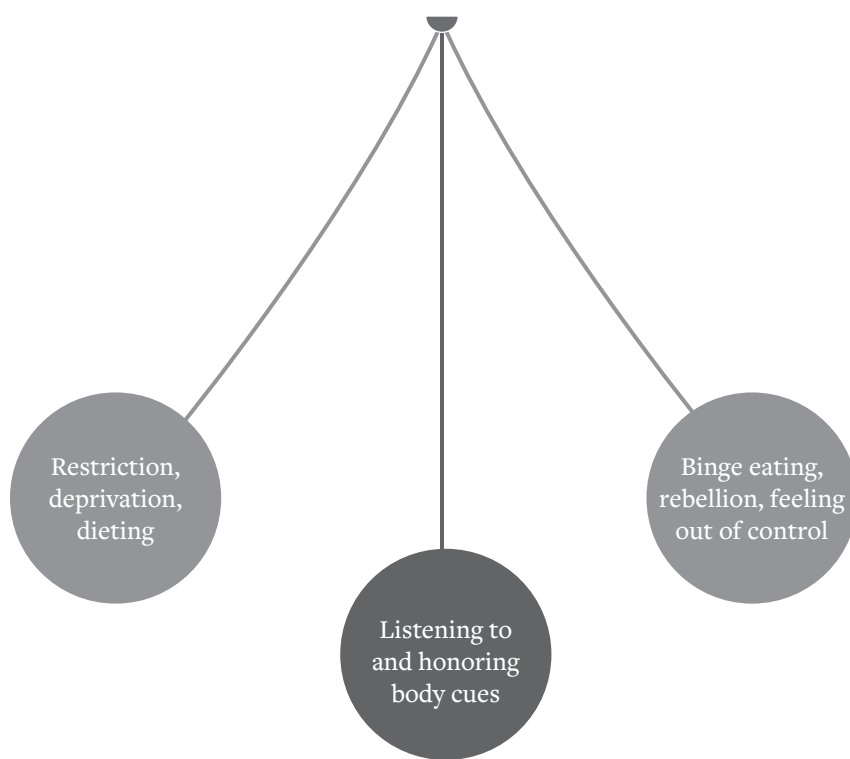 Restriction,
deprivation,
dieting
Listening to
and honoring
body cues
Binge eating,
rebellion, feeling
out of control